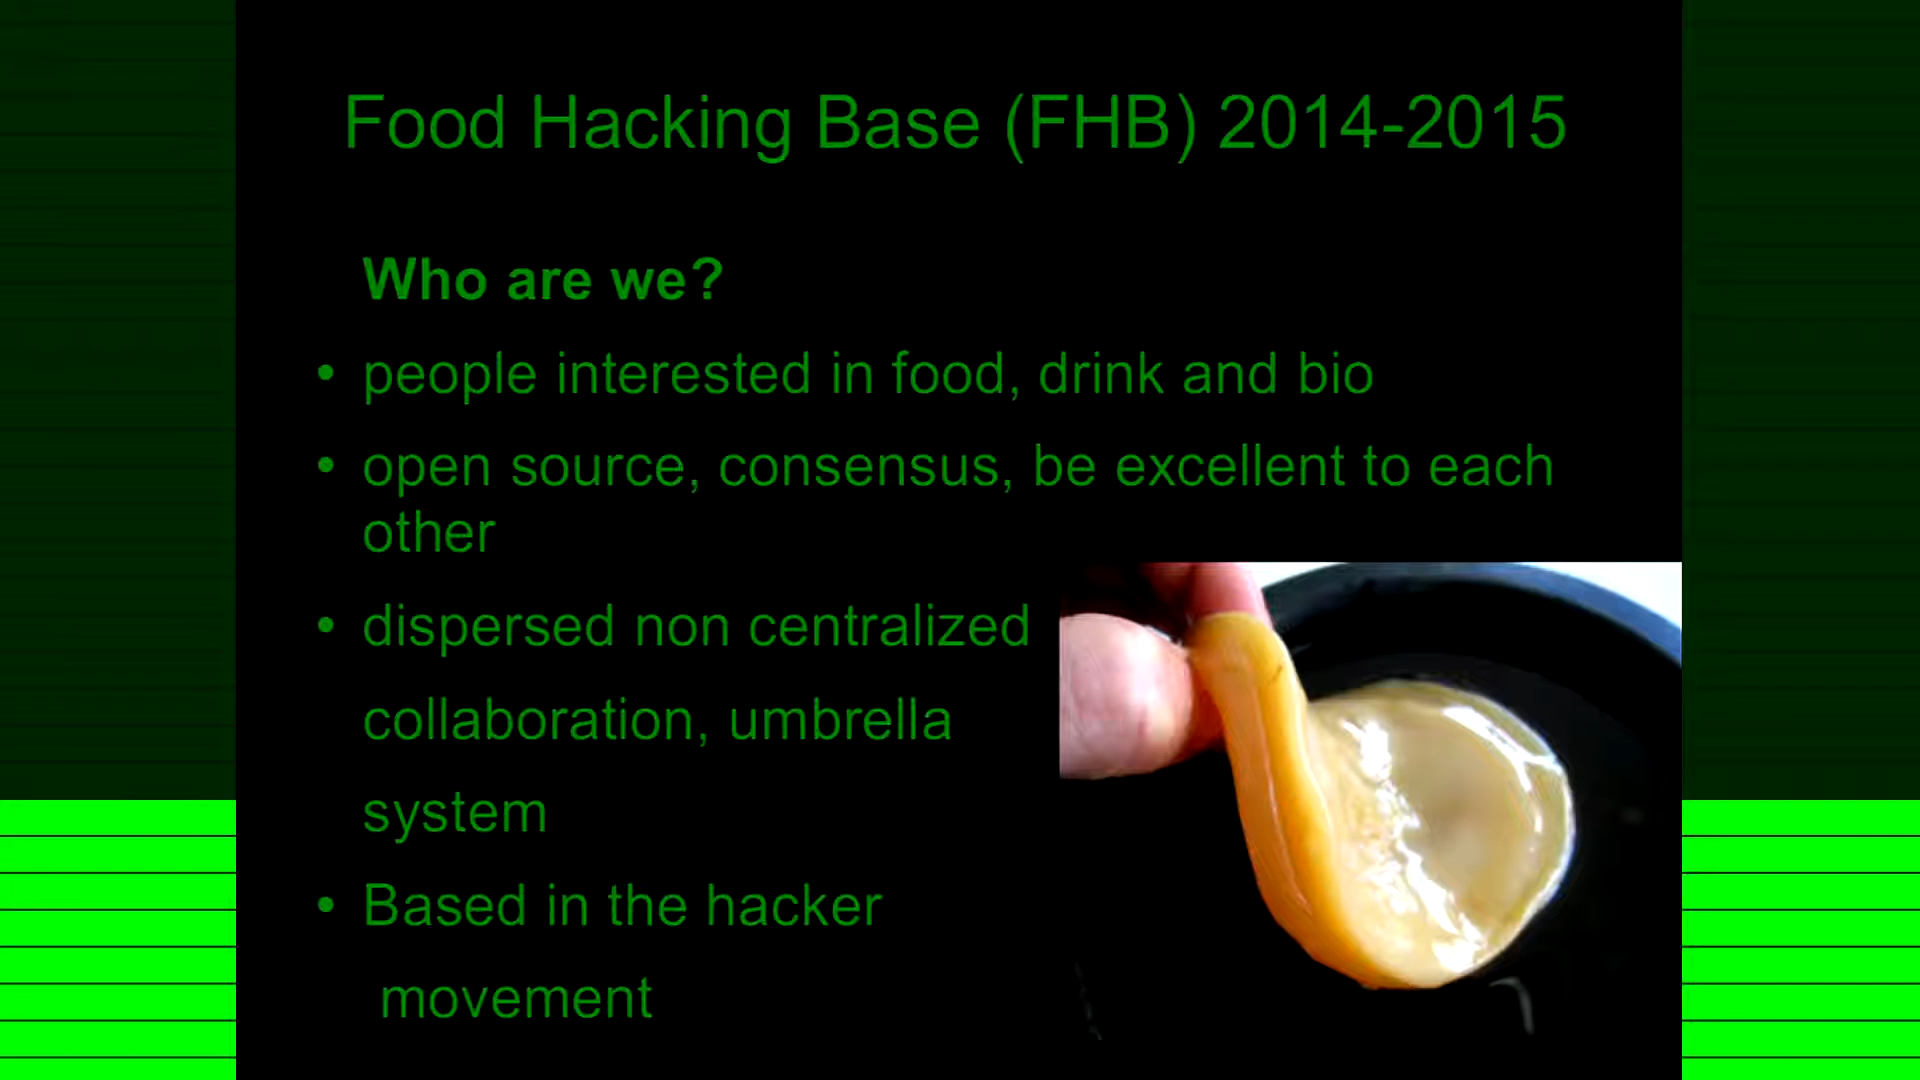 Food Hacking Base (FHB) 2014-2015
Who are we?
• people interested in food, drink and bio
• open source, consensus, be excellent to each
other
• dispersed non centralized
collaboration, umbrella
system
• Based in the hacker
movement